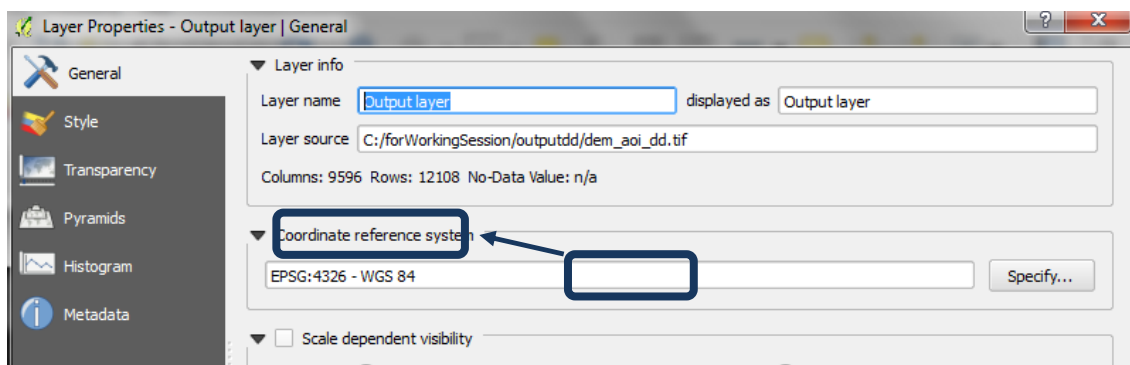 Layer Properties - Output layer | General
General
Style
Transparency
Pyramids
Histogram
Metadata
Layer info
Layer name Output layer displayed as Output layer
Layer source C:/forWorkingSession/outputdd/dem_aoi_dd.tif
Columns: 9596 Rows: 12108 No-Data Value: n/a
Coordinate reference system
EPSG:4326 - WGS 84 Specify...
Scale dependent visibility